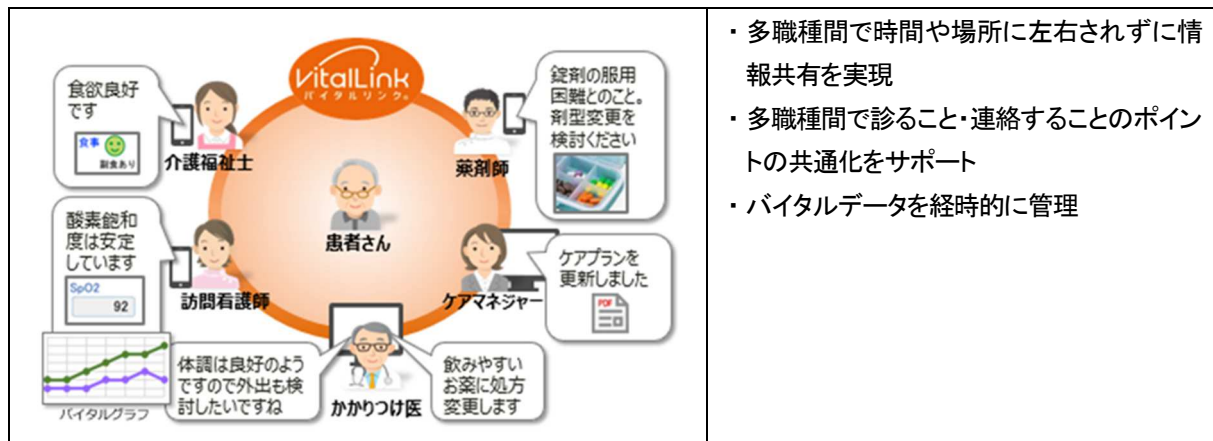 VitalLink
バイタルリンク®
食欲良好
です
食事
副食あり
介護福祉士
錠剤の服用
困難とのこと。
剤型変更を
検討ください
薬剤師
患者さん
酸素飽和
度は安定
しています
SpO2
92
訪問看護師
ケアプランを
更新しました
PDF
ケアマネジャー
バイタルグラフ
体調は良好のよう
ですので外出も検
討したいですね
かかりつけ医
飲みやすい
お薬に処方
変更します
・多職種間で時間や場所に左右されずに情
報共有を実現
・多職種間で診ること・連絡することのポイン
トの共通化をサポート
・バイタルデータを経時的に管理